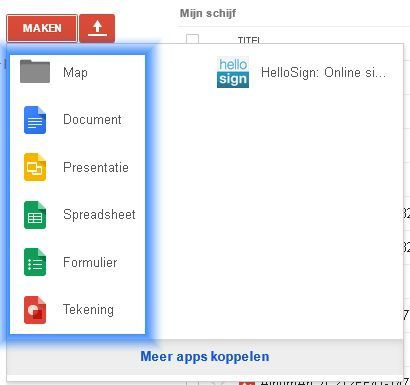 Mijn schijf
MAKEN
TITEL
Map
hello sign
HelloSign: Online si...
Document
Presentatie
Spreadsheet
Formulier
Tekening
Meer apps koppelen